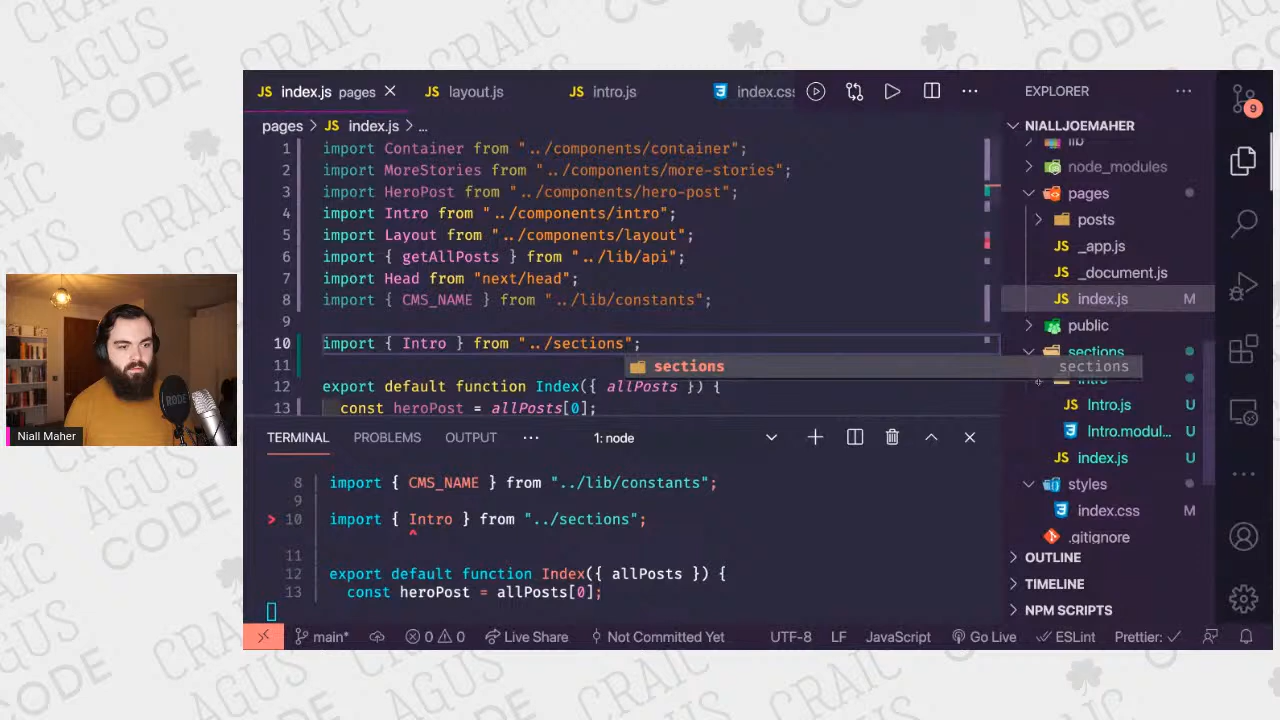 CRAIC
AGUS
CODE
JS index.js pages
JS layout.js
JS intro.js
index.css
pages > JS index.js > ...
1 import Container from "../components/container";
2 import MoreStories from "../components/more-stories";
3 import HeroPost from "../components/hero-post";
4 import Intro from "../components/intro";
5 import Layout from "../components/layout";
6 import { getAllPosts } from "../lib/api";
7 import Head from "next/head";
8 import { CMS_NAME } from "../lib/constants";
9
10 import { Intro } from "../sections";
sections sections
11
12 export default function Index({ allPosts }) {
13 const heroPost = allPosts[0];
TERMINAL PROBLEMS OUTPUT ... 1: node
8 | import { CMS_NAME } from "../lib/constants";
9 |
> 10 | import { Intro } from "../sections";
^
11 |
12 | export default function Index({ allPosts }) {
13 | const heroPost = allPosts[0];
EXPLORER
NIALLJOEMAHER
lib
node_modules
pages
posts
JS _app.js
JS _document.js
JS index.js M
public
sections
Intro
JS Intro.js U
Intro.modul... U
JS index.js U
styles
index.css M
.gitignore
OUTLINE
TIMELINE
NPM SCRIPTS
9
main* 0 0 Live Share Not Committed Yet UTF-8 LF JavaScript Go Live ESLint Prettier: ✓
RODE
Niall Maher